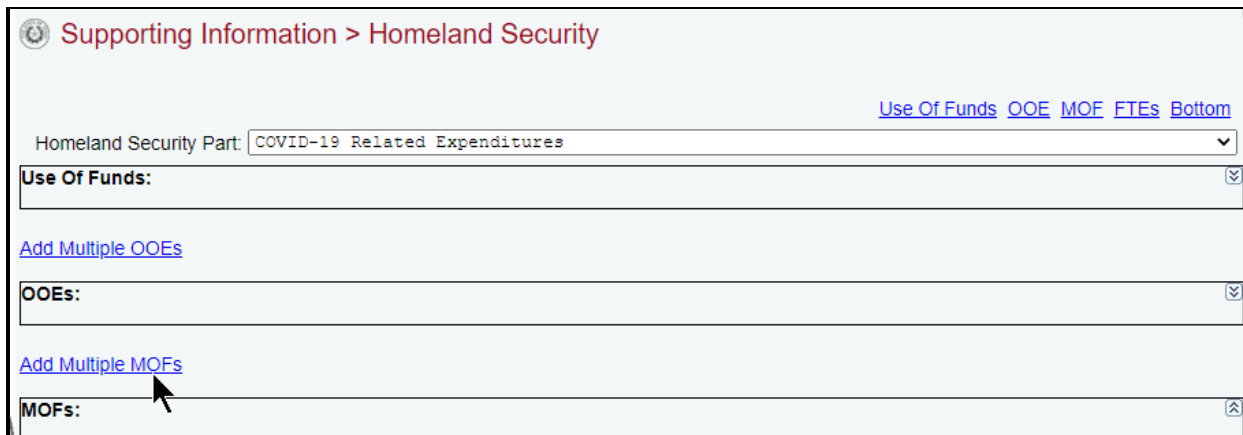 Supporting Information > Homeland Security
Use Of Funds OOE MOF FTEs Bottom
Homeland Security Part: COVID-19 Related Expenditures
Use Of Funds:
Add Multiple OOEs
OOEs:
Add Multiple MOFs
MOFs: